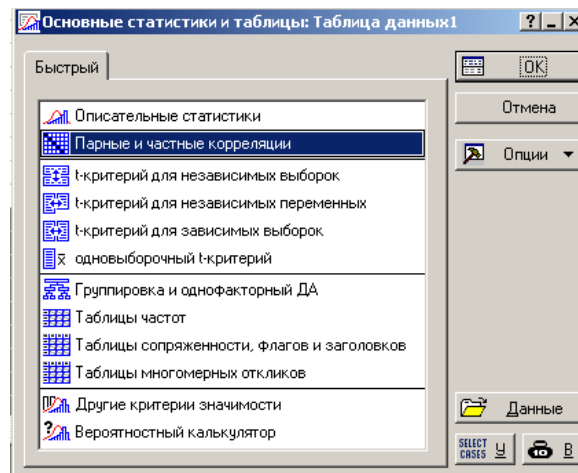 Основные статистики и таблицы: Таблица данных1
Быстрый
OK
Отмена
Описательные статистики
Парные и частные корреляции
Опции
t-критерий для независимых выборок
t-критерий для независимых переменных
t-критерий для зависимых выборок
одновыборочный t-критерий
Группировка и однофакторный ДА
Таблицы частот
Таблицы сопряженности, флагов и заголовков
Таблицы многомерных откликов
Другие критерии значимости
Данные
Вероятностный калькулятор
SELECT CASES У В